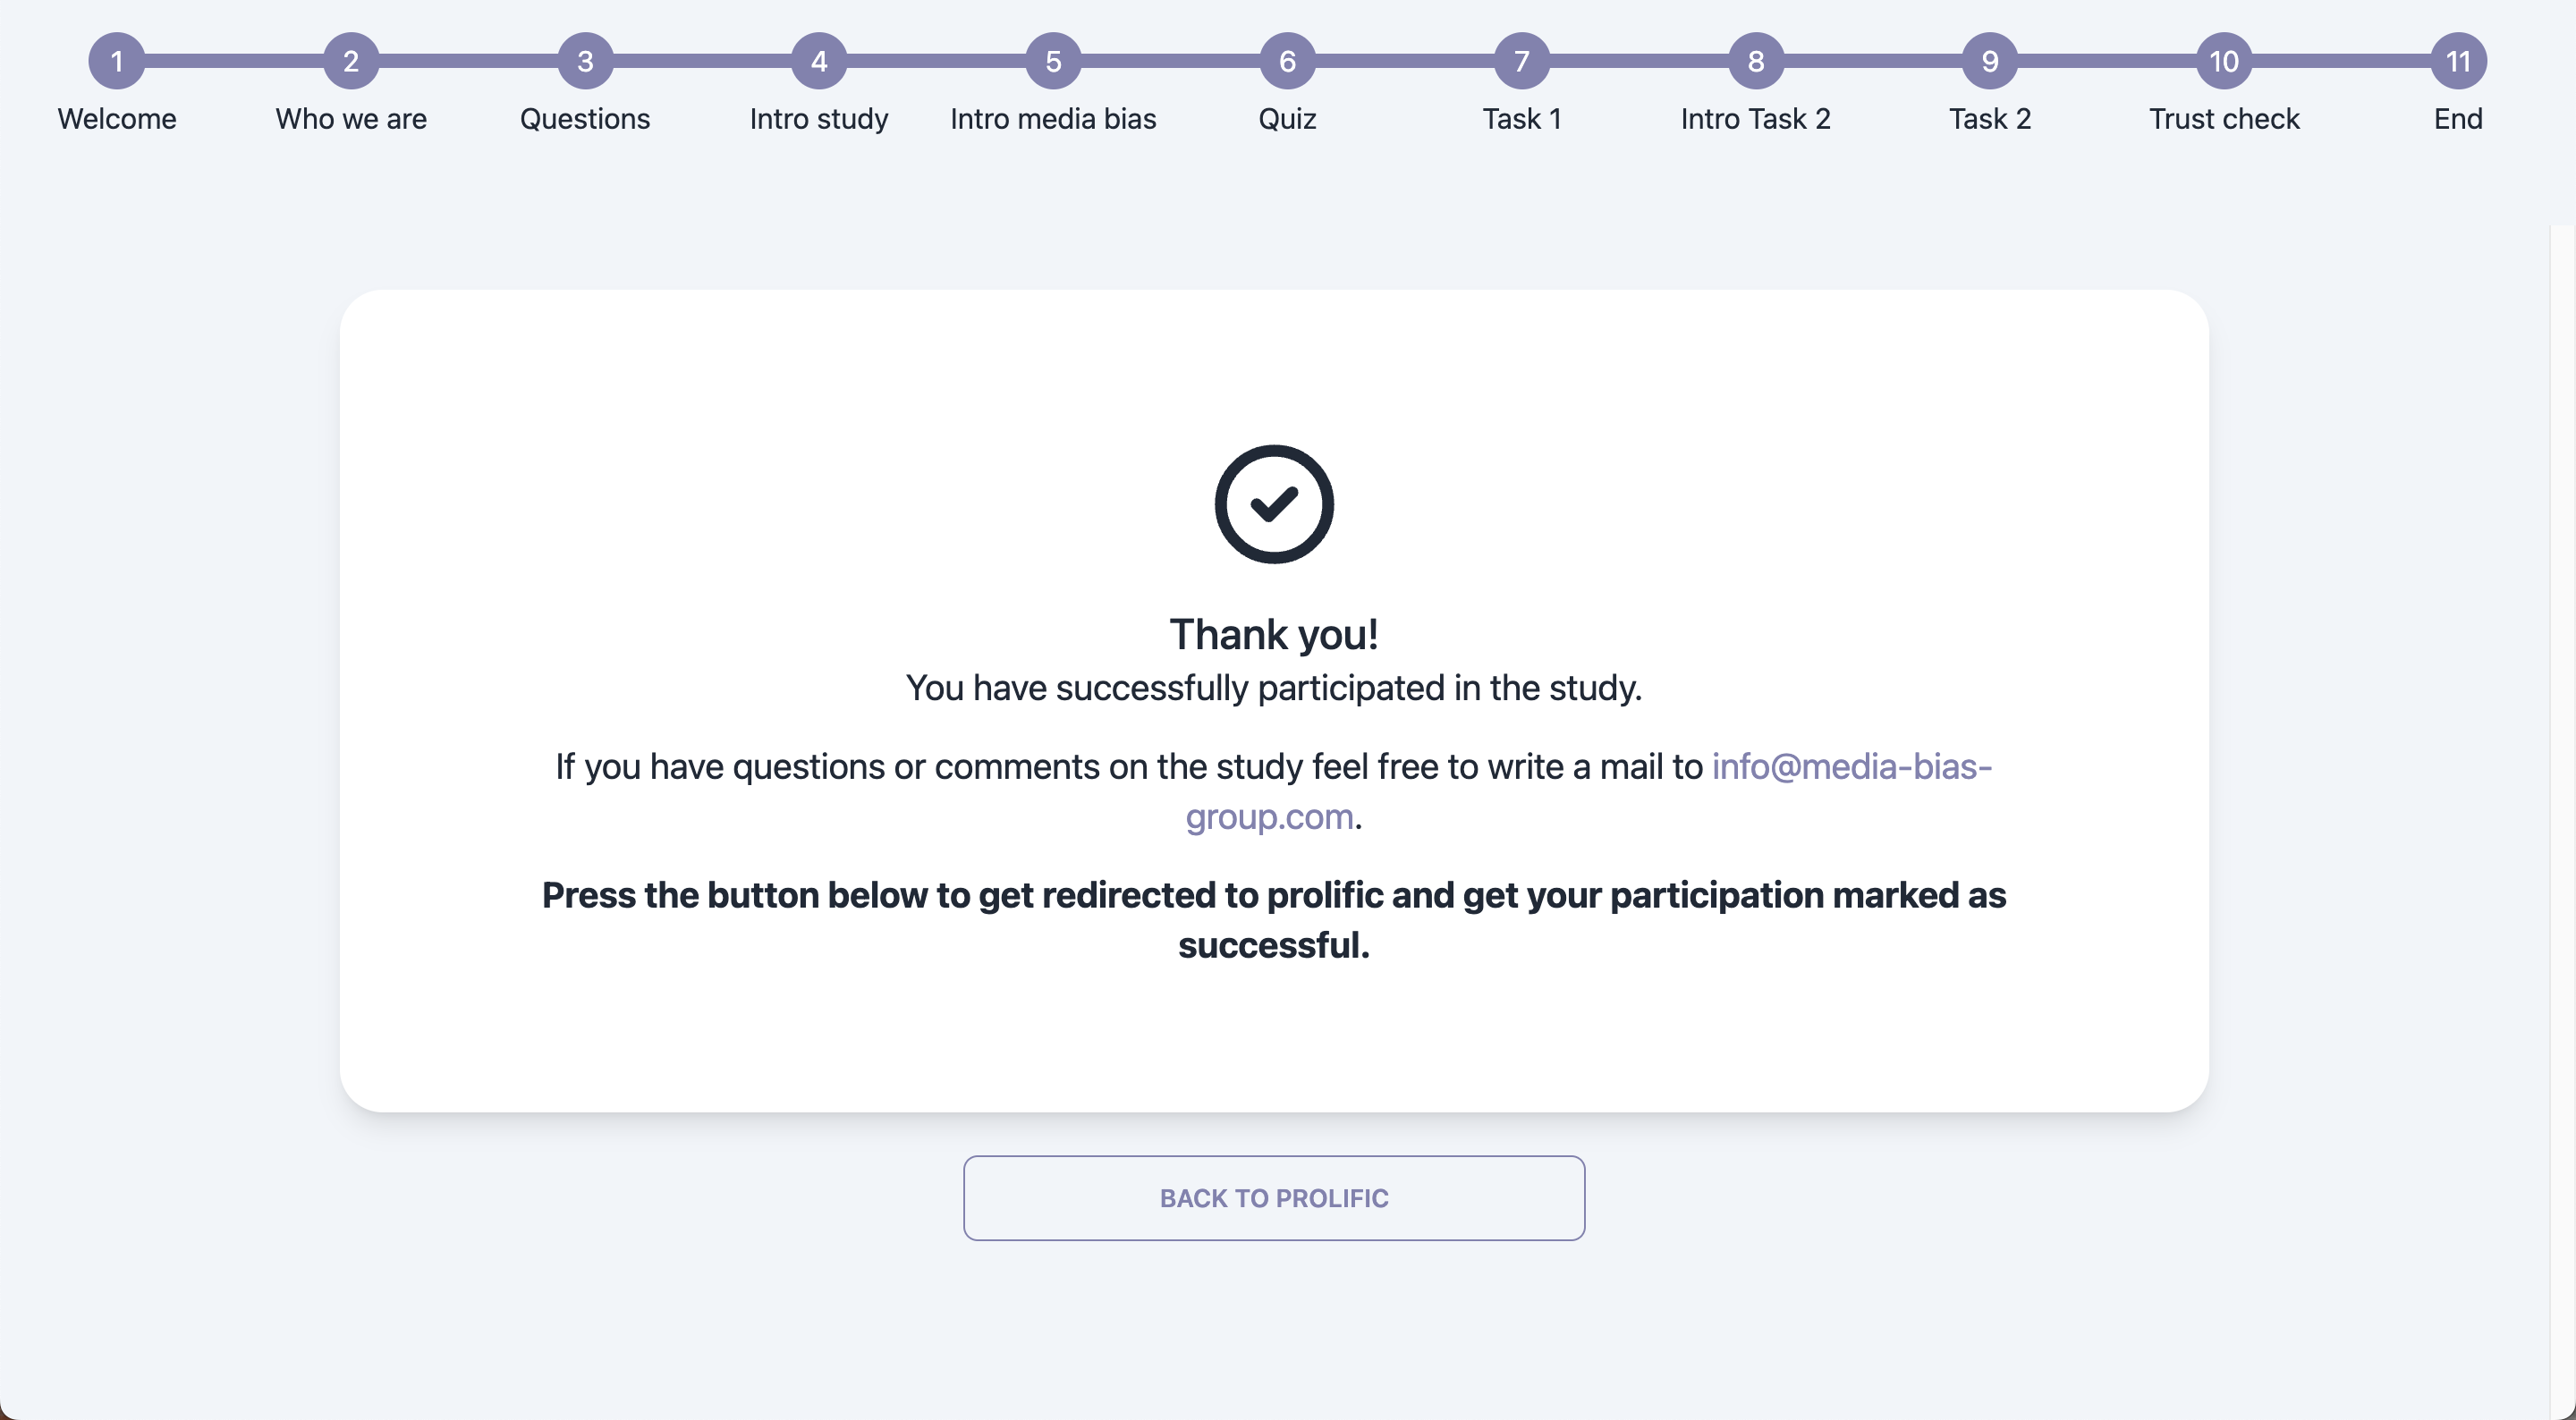 1 2 3 4 5 6 7 8 9 10 11
Welcome Who we are Questions Intro study Intro media bias Quiz Task 1 Intro Task 2 Task 2 Trust check End
Thank you!
You have successfully participated in the study.
If you have questions or comments on the study feel free to write a mail to info@media-bias-
group.com.
Press the button below to get redirected to prolific and get your participation marked as
successful.
BACK TO PROLIFIC